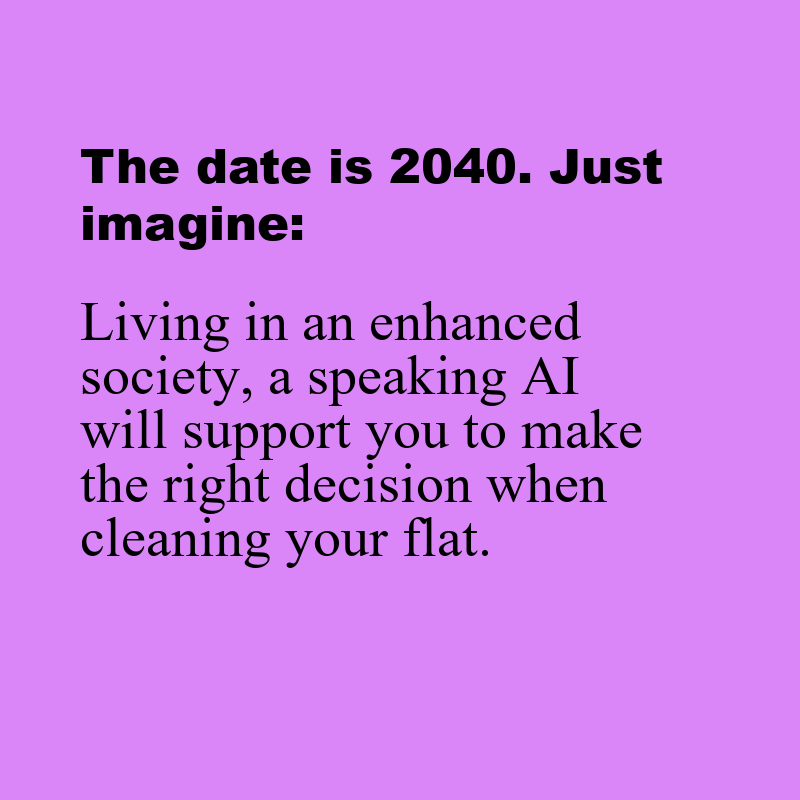 The date is 2040. Just
imagine:
Living in an enhanced
society, a speaking AI
will support you to make
the right decision when
cleaning your flat.